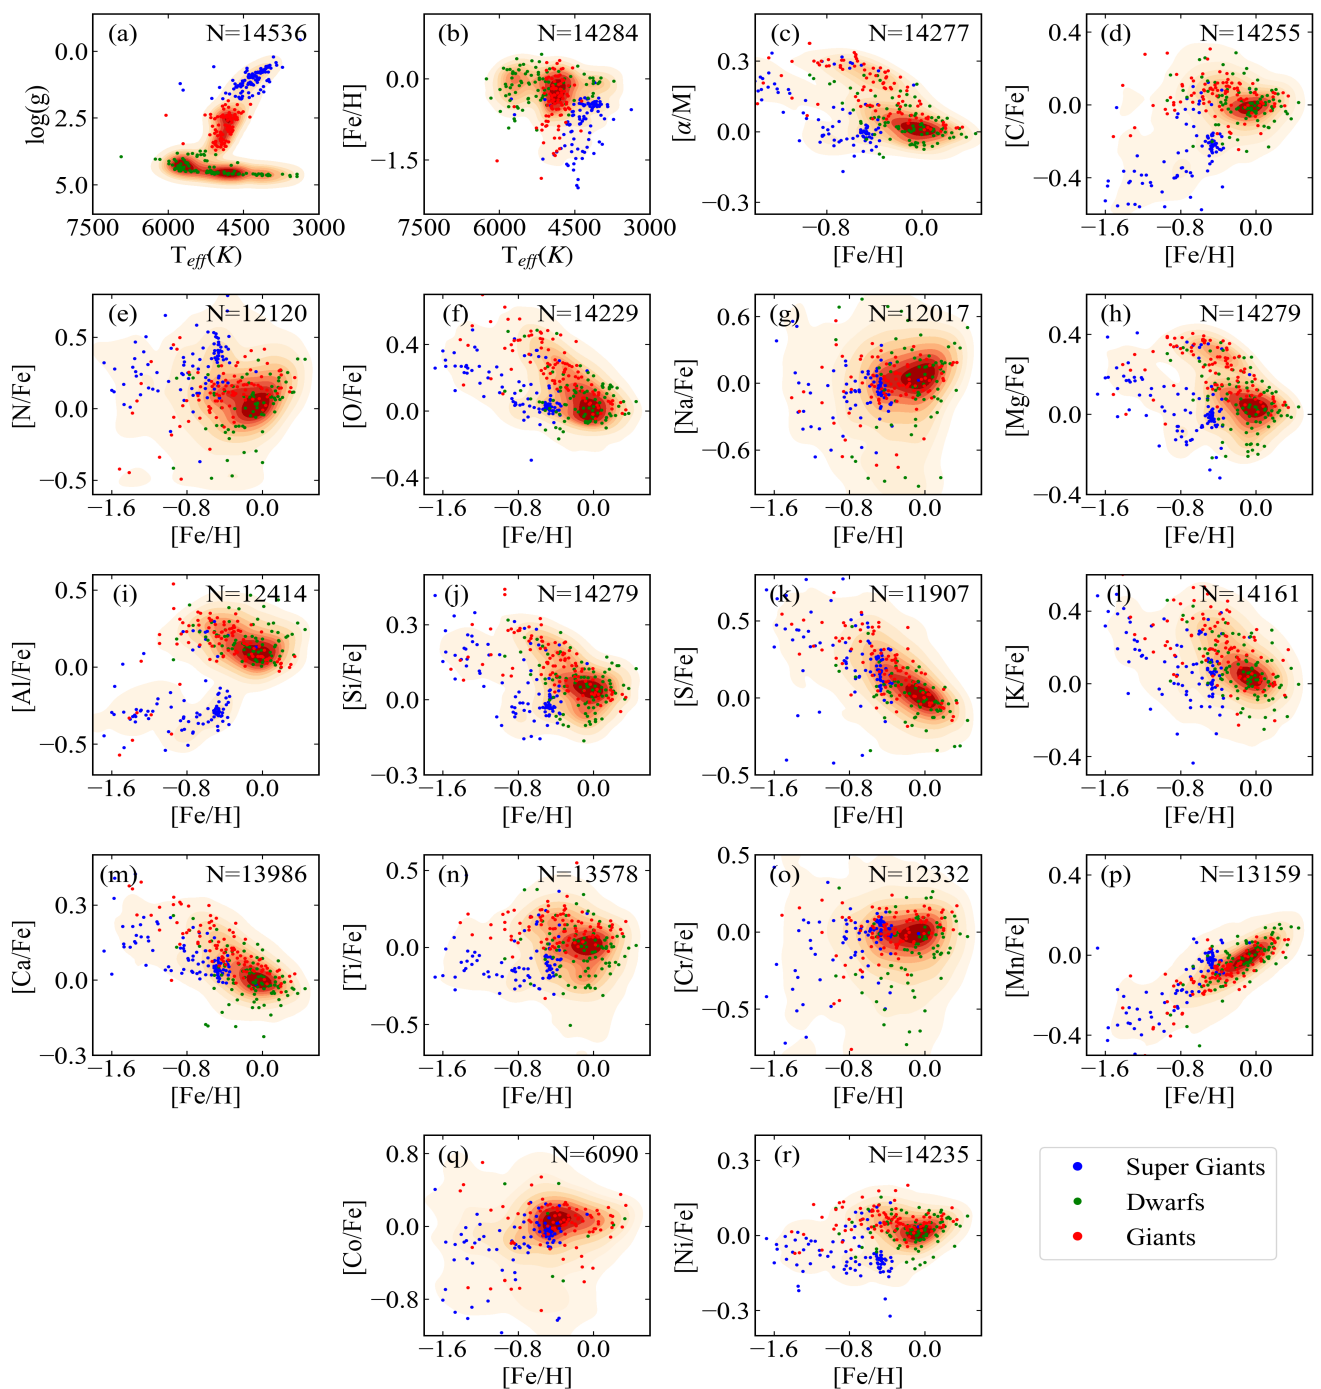 (a) N=14536
0.0
2.5
5.0
log(g)
7500 6000 4500 3000
T_eff(K)
(b) N=14284
0.0
−1.5
[Fe/H]
7500 6000 4500 3000
T_eff(K)
(c) N=14277
0.3
0.0
−0.3
[α/M]
−0.8 0.0
[Fe/H]
(d) N=14255
0.4
0.0
−0.4
[C/Fe]
−1.6 −0.8 0.0
[Fe/H]
(e) N=12120
0.5
0.0
−0.5
[N/Fe]
−1.6 −0.8 0.0
[Fe/H]
(f) N=14229
0.4
0.0
−0.4
[O/Fe]
−1.6 −0.8 0.0
[Fe/H]
(g) N=12017
0.6
0.0
−0.6
[Na/Fe]
−1.6 −0.8 0.0
[Fe/H]
(h) N=14279
0.4
0.0
−0.4
[Mg/Fe]
−1.6 −0.8 0.0
[Fe/H]
(i) N=12414
0.5
0.0
−0.5
[Al/Fe]
−1.6 −0.8 0.0
[Fe/H]
(j) N=14279
0.3
0.0
−0.3
[Si/Fe]
−1.6 −0.8 0.0
[Fe/H]
(k) N=11907
0.5
0.0
−0.5
[S/Fe]
−1.6 −0.8 0.0
[Fe/H]
(l) N=14161
0.5
0.0
−0.5
[K/Fe]
−1.6 −0.8 0.0
[Fe/H]
(m) N=13986
0.3
0.0
−0.3
[Ca/Fe]
−1.6 −0.8 0.0
[Fe/H]
(n) N=13578
0.5
0.0
−0.5
[Ti/Fe]
−1.6 −0.8 0.0
[Fe/H]
(o) N=12332
0.5
0.0
−0.5
[Cr/Fe]
−1.6 −0.8 0.0
[Fe/H]
(p) N=13159
0.4
0.0
−0.4
[Mn/Fe]
−1.6 −0.8 0.0
[Fe/H]
(q) N=6090
0.8
0.0
−0.8
[Co/Fe]
−1.6 −0.8 0.0
[Fe/H]
(r) N=14235
0.3
0.0
−0.3
[Ni/Fe]
−1.6 −0.8 0.0
[Fe/H]
Super Giants
Dwarfs
Giants